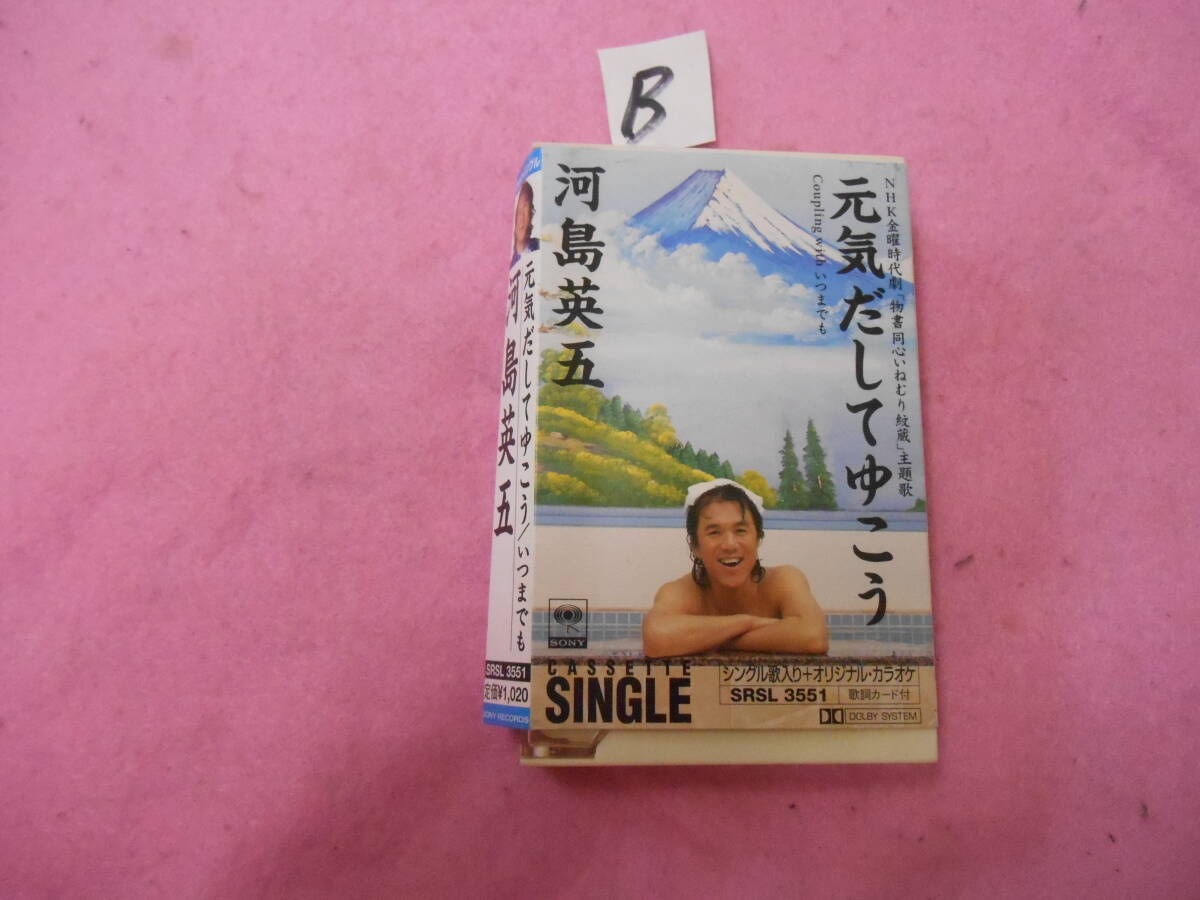 B
元気だしてゆこう
NHK金曜時代劇「物書同心いねむり紋蔵」主題歌
Coupling with いつまでも
河島英五
SONY
CASSETTE
SINGLE
シングル歌入り+オリジナル・カラオケ
SRSL 3551
歌詞カード付
DOLBY SYSTEM
元気だしてゆこう/いつまでも
河島英五
SRSL 3551
定価¥1,020
SONY RECORDS